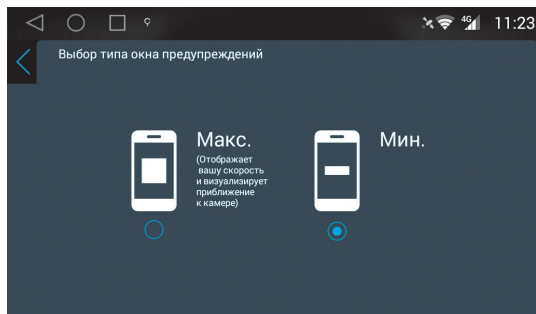 4G 11:23
Выбор типа окна предупреждений
Макс.
(Отображает
вашу скорость
и визуализирует
приближение
к камере)
Мин.